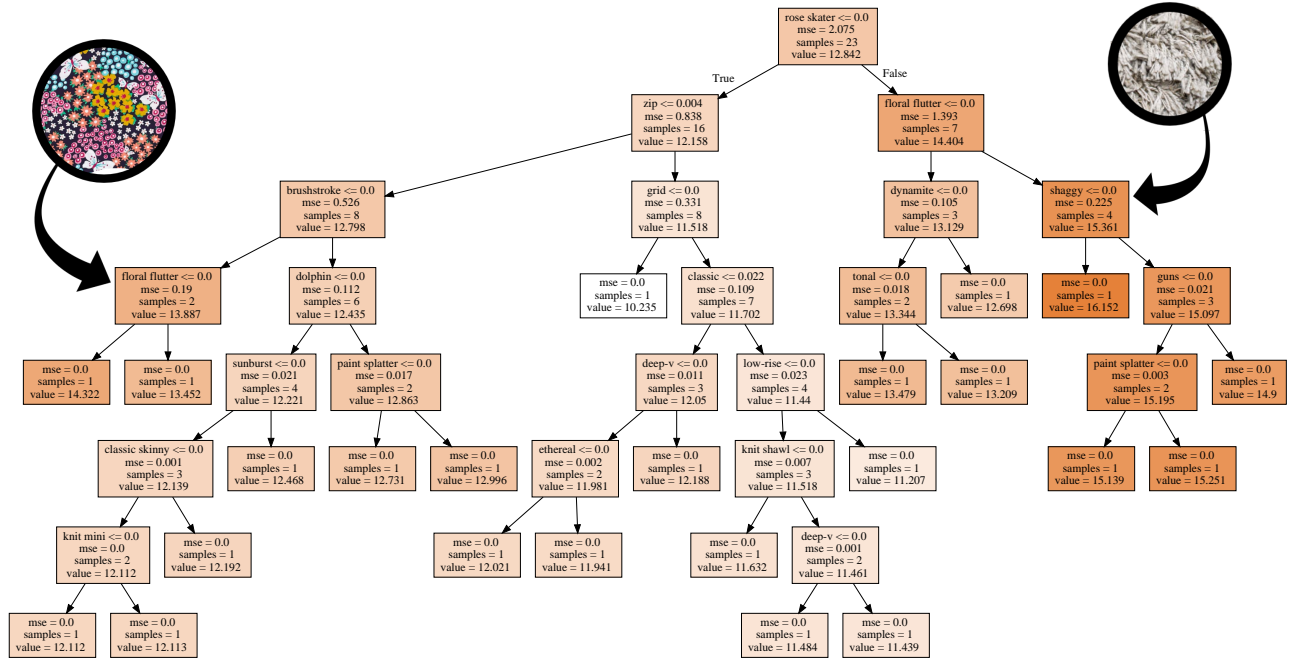 rose skater <= 0.0
mse = 2.075
samples = 23
value = 12.842
True
False
zip <= 0.004
mse = 0.838
samples = 16
value = 12.158
floral flutter <= 0.0
mse = 1.393
samples = 7
value = 14.404
brushstroke <= 0.0
mse = 0.526
samples = 8
value = 12.798
grid <= 0.0
mse = 0.331
samples = 8
value = 11.518
dynamite <= 0.0
mse = 0.105
samples = 3
value = 13.129
shaggy <= 0.0
mse = 0.225
samples = 4
value = 15.361
floral flutter <= 0.0
mse = 0.19
samples = 2
value = 13.887
dolphin <= 0.0
mse = 0.112
samples = 6
value = 12.435
mse = 0.0
samples = 1
value = 10.235
classic <= 0.022
mse = 0.109
samples = 7
value = 11.702
tonal <= 0.0
mse = 0.018
samples = 2
value = 13.344
mse = 0.0
samples = 1
value = 12.698
mse = 0.0
samples = 1
value = 16.152
guns <= 0.0
mse = 0.021
samples = 3
value = 15.097
mse = 0.0
samples = 1
value = 14.322
mse = 0.0
samples = 1
value = 13.452
sunburst <= 0.0
mse = 0.021
samples = 4
value = 12.221
paint splatter <= 0.0
mse = 0.017
samples = 2
value = 12.863
deep-v <= 0.0
mse = 0.011
samples = 3
value = 12.05
low-rise <= 0.0
mse = 0.023
samples = 4
value = 11.44
mse = 0.0
samples = 1
value = 13.479
mse = 0.0
samples = 1
value = 13.209
paint splatter <= 0.0
mse = 0.003
samples = 2
value = 15.195
mse = 0.0
samples = 1
value = 14.9
classic skinny <= 0.0
mse = 0.001
samples = 3
value = 12.139
mse = 0.0
samples = 1
value = 12.468
mse = 0.0
samples = 1
value = 12.731
mse = 0.0
samples = 1
value = 12.996
ethereal <= 0.0
mse = 0.002
samples = 2
value = 11.981
mse = 0.0
samples = 1
value = 12.188
knit shawl <= 0.0
mse = 0.007
samples = 3
value = 11.518
mse = 0.0
samples = 1
value = 11.207
mse = 0.0
samples = 1
value = 15.139
mse = 0.0
samples = 1
value = 15.251
knit mini <= 0.0
mse = 0.0
samples = 2
value = 12.112
mse = 0.0
samples = 1
value = 12.192
mse = 0.0
samples = 1
value = 12.021
mse = 0.0
samples = 1
value = 11.941
mse = 0.0
samples = 1
value = 11.632
deep-v <= 0.0
mse = 0.001
samples = 2
value = 11.461
mse = 0.0
samples = 1
value = 12.112
mse = 0.0
samples = 1
value = 12.113
mse = 0.0
samples = 1
value = 11.484
mse = 0.0
samples = 1
value = 11.439